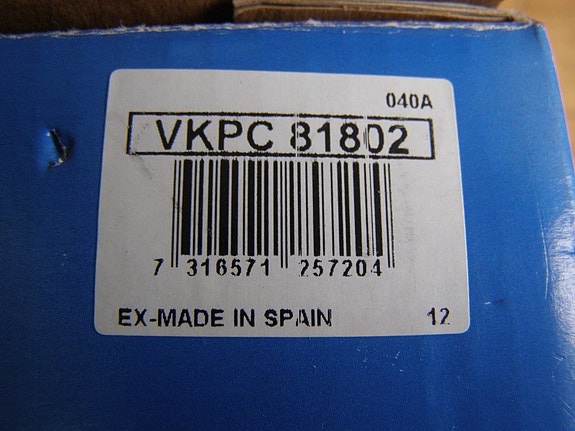 040A
VKPC 81802
7 316571 257204
EX-MADE IN SPAIN 12